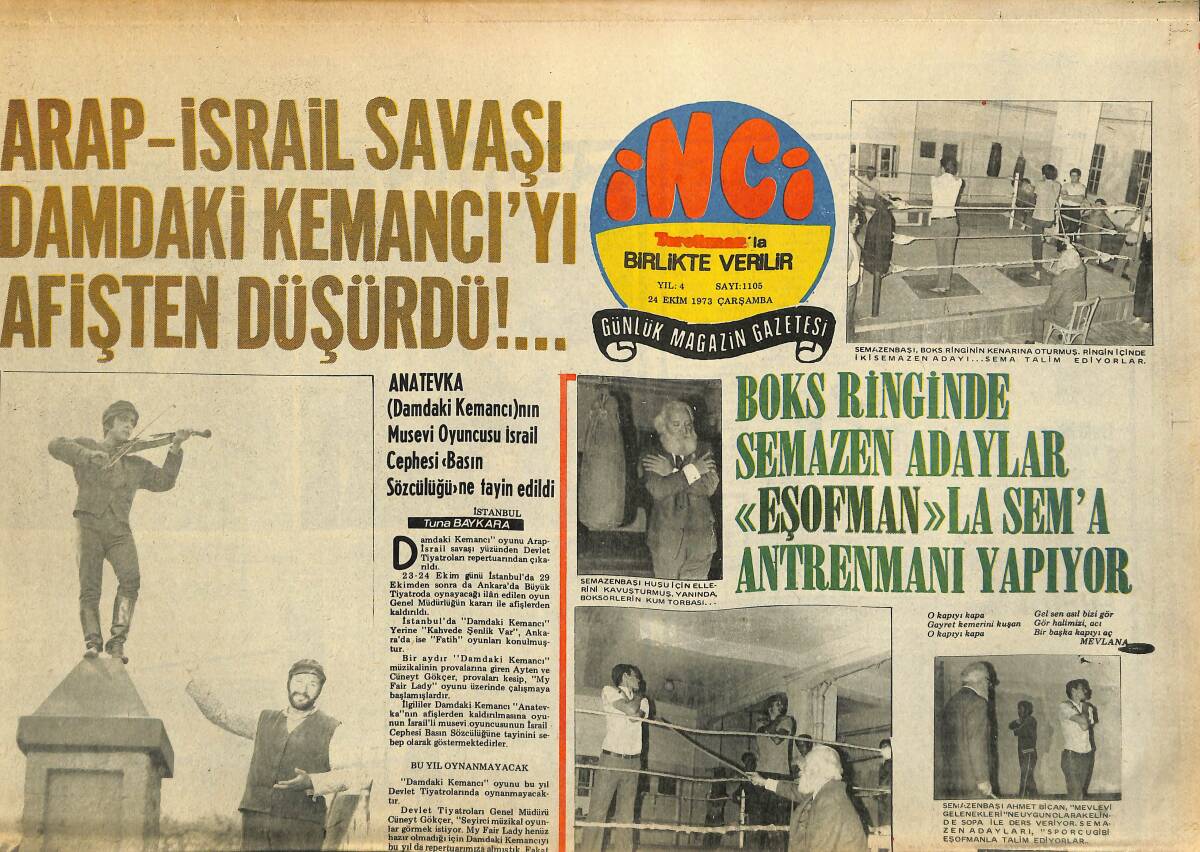 ARAP-İSRAİL SAVAŞI
DAMDAKİ KEMANCI'YI
AFİŞTEN DÜŞÜRDÜ!....
İNCİ
Tercüman'la
BİRLİKTE VERİLİR
YIL: 4 SAYI: 1105
24 EKİM 1973 ÇARŞAMBA
GÜNLÜK MAGAZİN GAZETESİ
SEMAZENBAŞI, BOKS RİNGİNİN KENARINA OTURMUŞ. RİNGİN İÇİNDE
İKİ SEMAZEN ADAYI...SEMA TALİM EDİYORLAR.
ANATEVKA
(Damdaki Kemancı)nın
Musevi Oyuncusu İsrail
Cephesi «Basın
Sözcülüğü»ne tayin edildi
İSTANBUL
Tuna BAYKARA
Damdaki Kemancı" oyunu Arap-
İsrail savaşı yüzünden Devlet
Tiyatroları repertuarından çıka-
rıldı.
23-24 Ekim günü İstanbul'da 29
Ekimden sonra da Ankara'da Büyük
Tiyatroda oynayacağı ilân edilen oyun
Genel Müdürlüğün kararı ile afişlerden
kaldırıldı.
İstanbul'da "Damdaki Kemancı"
Yerine "Kahvede Şenlik Var", Anka-
ra'da ise "Fatih" oyunları konulmuş-
tur.
Bir aydır "Damdaki Kemancı"
müzikalinin provalarına giren Ayten ve
Cüneyt Gökçer, provaları kesip, "My
Fair Lady" oyunu üzerinde çalışmaya
başlamışlardır.
İlgililer Damdaki Kemancı "Anatev-
ka"nın afişlerden kaldırılmasına oyu-
nun İsrail'li musevi oyuncusunun İsrail
Cephesi Basın Sözcülüğüne tayinini se-
bep olarak göstermektedirler.
BU YIL OYNANMAYACAK
"Damdaki Kemancı" oyunu bu yıl
Devlet Tiyatrolarında oynanmayacak-
tır.
Devlet Tiyatroları Genel Müdürü
Cüneyt Gökçer, "Seyirci müzikal oyun-
lar görmek istiyor. My Fair Lady henüz
hazır olmadığı için Damdaki Kemancıyı
bu yıl da repertuarımıza almıştık. Fakat
SEMAZENBAŞI HUŞU İÇİN ELLE-
RİNİ KAVUŞTURMUŞ. YANINDA,
BOKSÖRLERİN KUM TORBASI...
BOKS RİNGİNDE
SEMAZEN ADAYLAR
«EŞOFMAN»LA SEM'A
ANTRENMANI YAPIYOR
O kapıyı kapa
Gayret kemerini kuşan
O kapıyı kapa
Gel sen asıl bizi gör
Gör halimizi, acı
Bir başka kapıyı aç
MEVLANA
SEMAZENBAŞI AHMET BİCAN, "MEVLEVİ
GELENEKLERİ"NE UYGUN OLARAK ELİN-
DE SOPA İLE DERS VERİYOR. SEMA-
ZEN ADAYLARI, "SPORCU GİBİ
EŞOFMANLA TALİM EDİYORLAR..